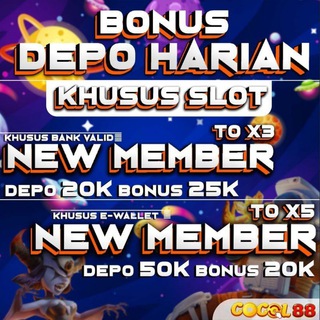 BONUS
DEPO HARIAN
KHUSUS SLOT
KHUSUS BANK VALID
TO X3
NEW MEMBER
DEPO 20K BONUS 25K
KHUSUS E-WALLET
TO X5
NEW MEMBER
DEPO 50K BONUS 20K
GOGEL88